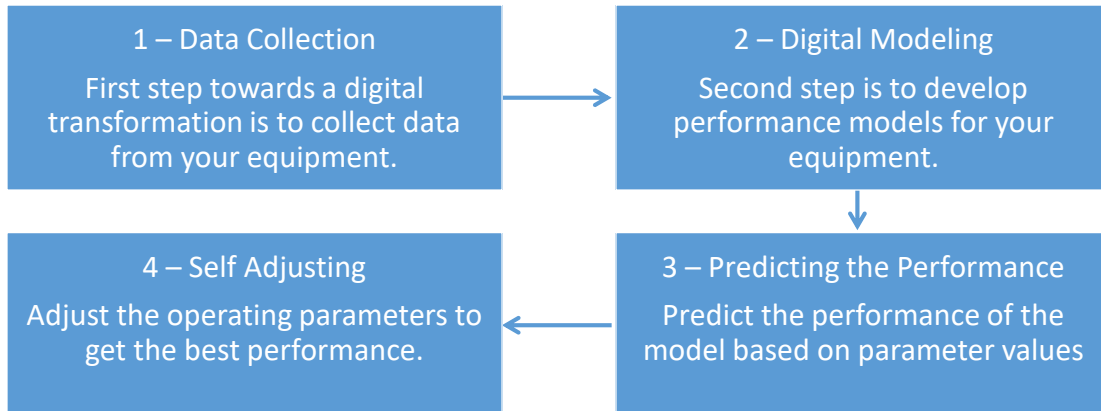 1 – Data Collection
First step towards a digital
transformation is to collect data
from your equipment.
2 – Digital Modeling
Second step is to develop
performance models for your
equipment.
3 – Predicting the Performance
Predict the performance of the
model based on parameter values
4 – Self Adjusting
Adjust the operating parameters to
get the best performance.